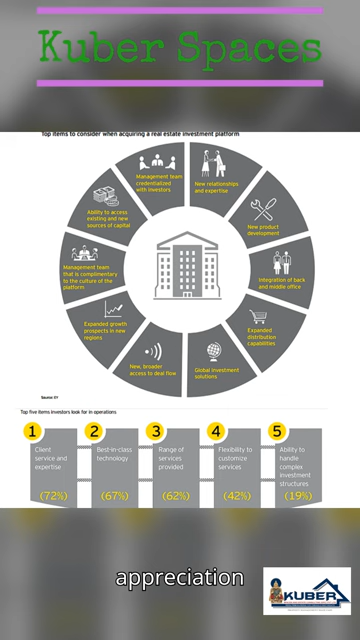 Kuber Spaces
Top items to consider when acquiring a real estate investment platform
Management team
credentialized
with investors
New relationships
and expertise
Ability to access
existing and new
sources of capital
New product
development
Management team
that is complimentary
to the culture of the
platform
Integration of back
and middle office
Expanded growth
prospects in new
regions
Expanded
distribution
capabilities
New, broader
access to deal flow
Global investment
solutions
Source: EY
Top five items investors look for in operations
1 2 3 4 5
Client
service and
expertise
(72%)
Best-in-class
technology
(67%)
Range of
services
provided
(62%)
Flexibility to
customize
services
(42%)
Ability to
handle
complex
investment
structures
(19%)
appreciation
KUBER